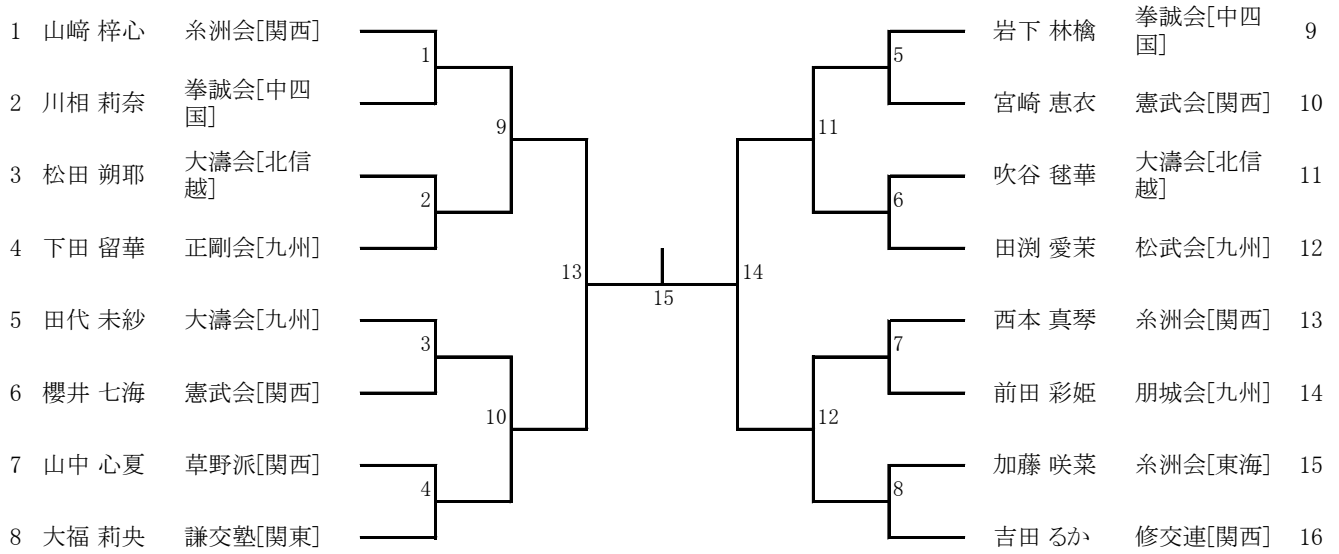 1 山﨑 梓心 糸洲会[関西]
2 川相 莉奈 拳誠会[中四
国]
3 松田 朔耶 大濤会[北信
越]
4 下田 留華 正剛会[九州]
5 田代 未紗 大濤会[九州]
6 櫻井 七海 憲武会[関西]
7 山中 心夏 草野派[関西]
8 大福 莉央 謙交塾[関東]
1
2
3
4
9
10
13
15
14
11
12
5
6
7
8
岩下 林檎 拳誠会[中四
国] 9
宮崎 恵衣 憲武会[関西] 10
吹谷 毬華 大濤会[北信
越] 11
田渕 愛茉 松武会[九州] 12
西本 真琴 糸洲会[関西] 13
前田 彩姫 朋城会[九州] 14
加藤 咲菜 糸洲会[東海] 15
吉田 るか 修交連[関西] 16